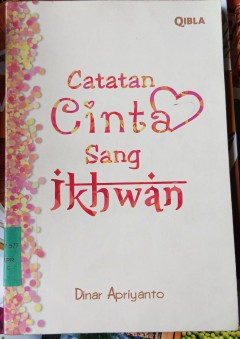 QIBLA
Catatan
Cinta
Sang
ikhwan
Dinar Apriyanto